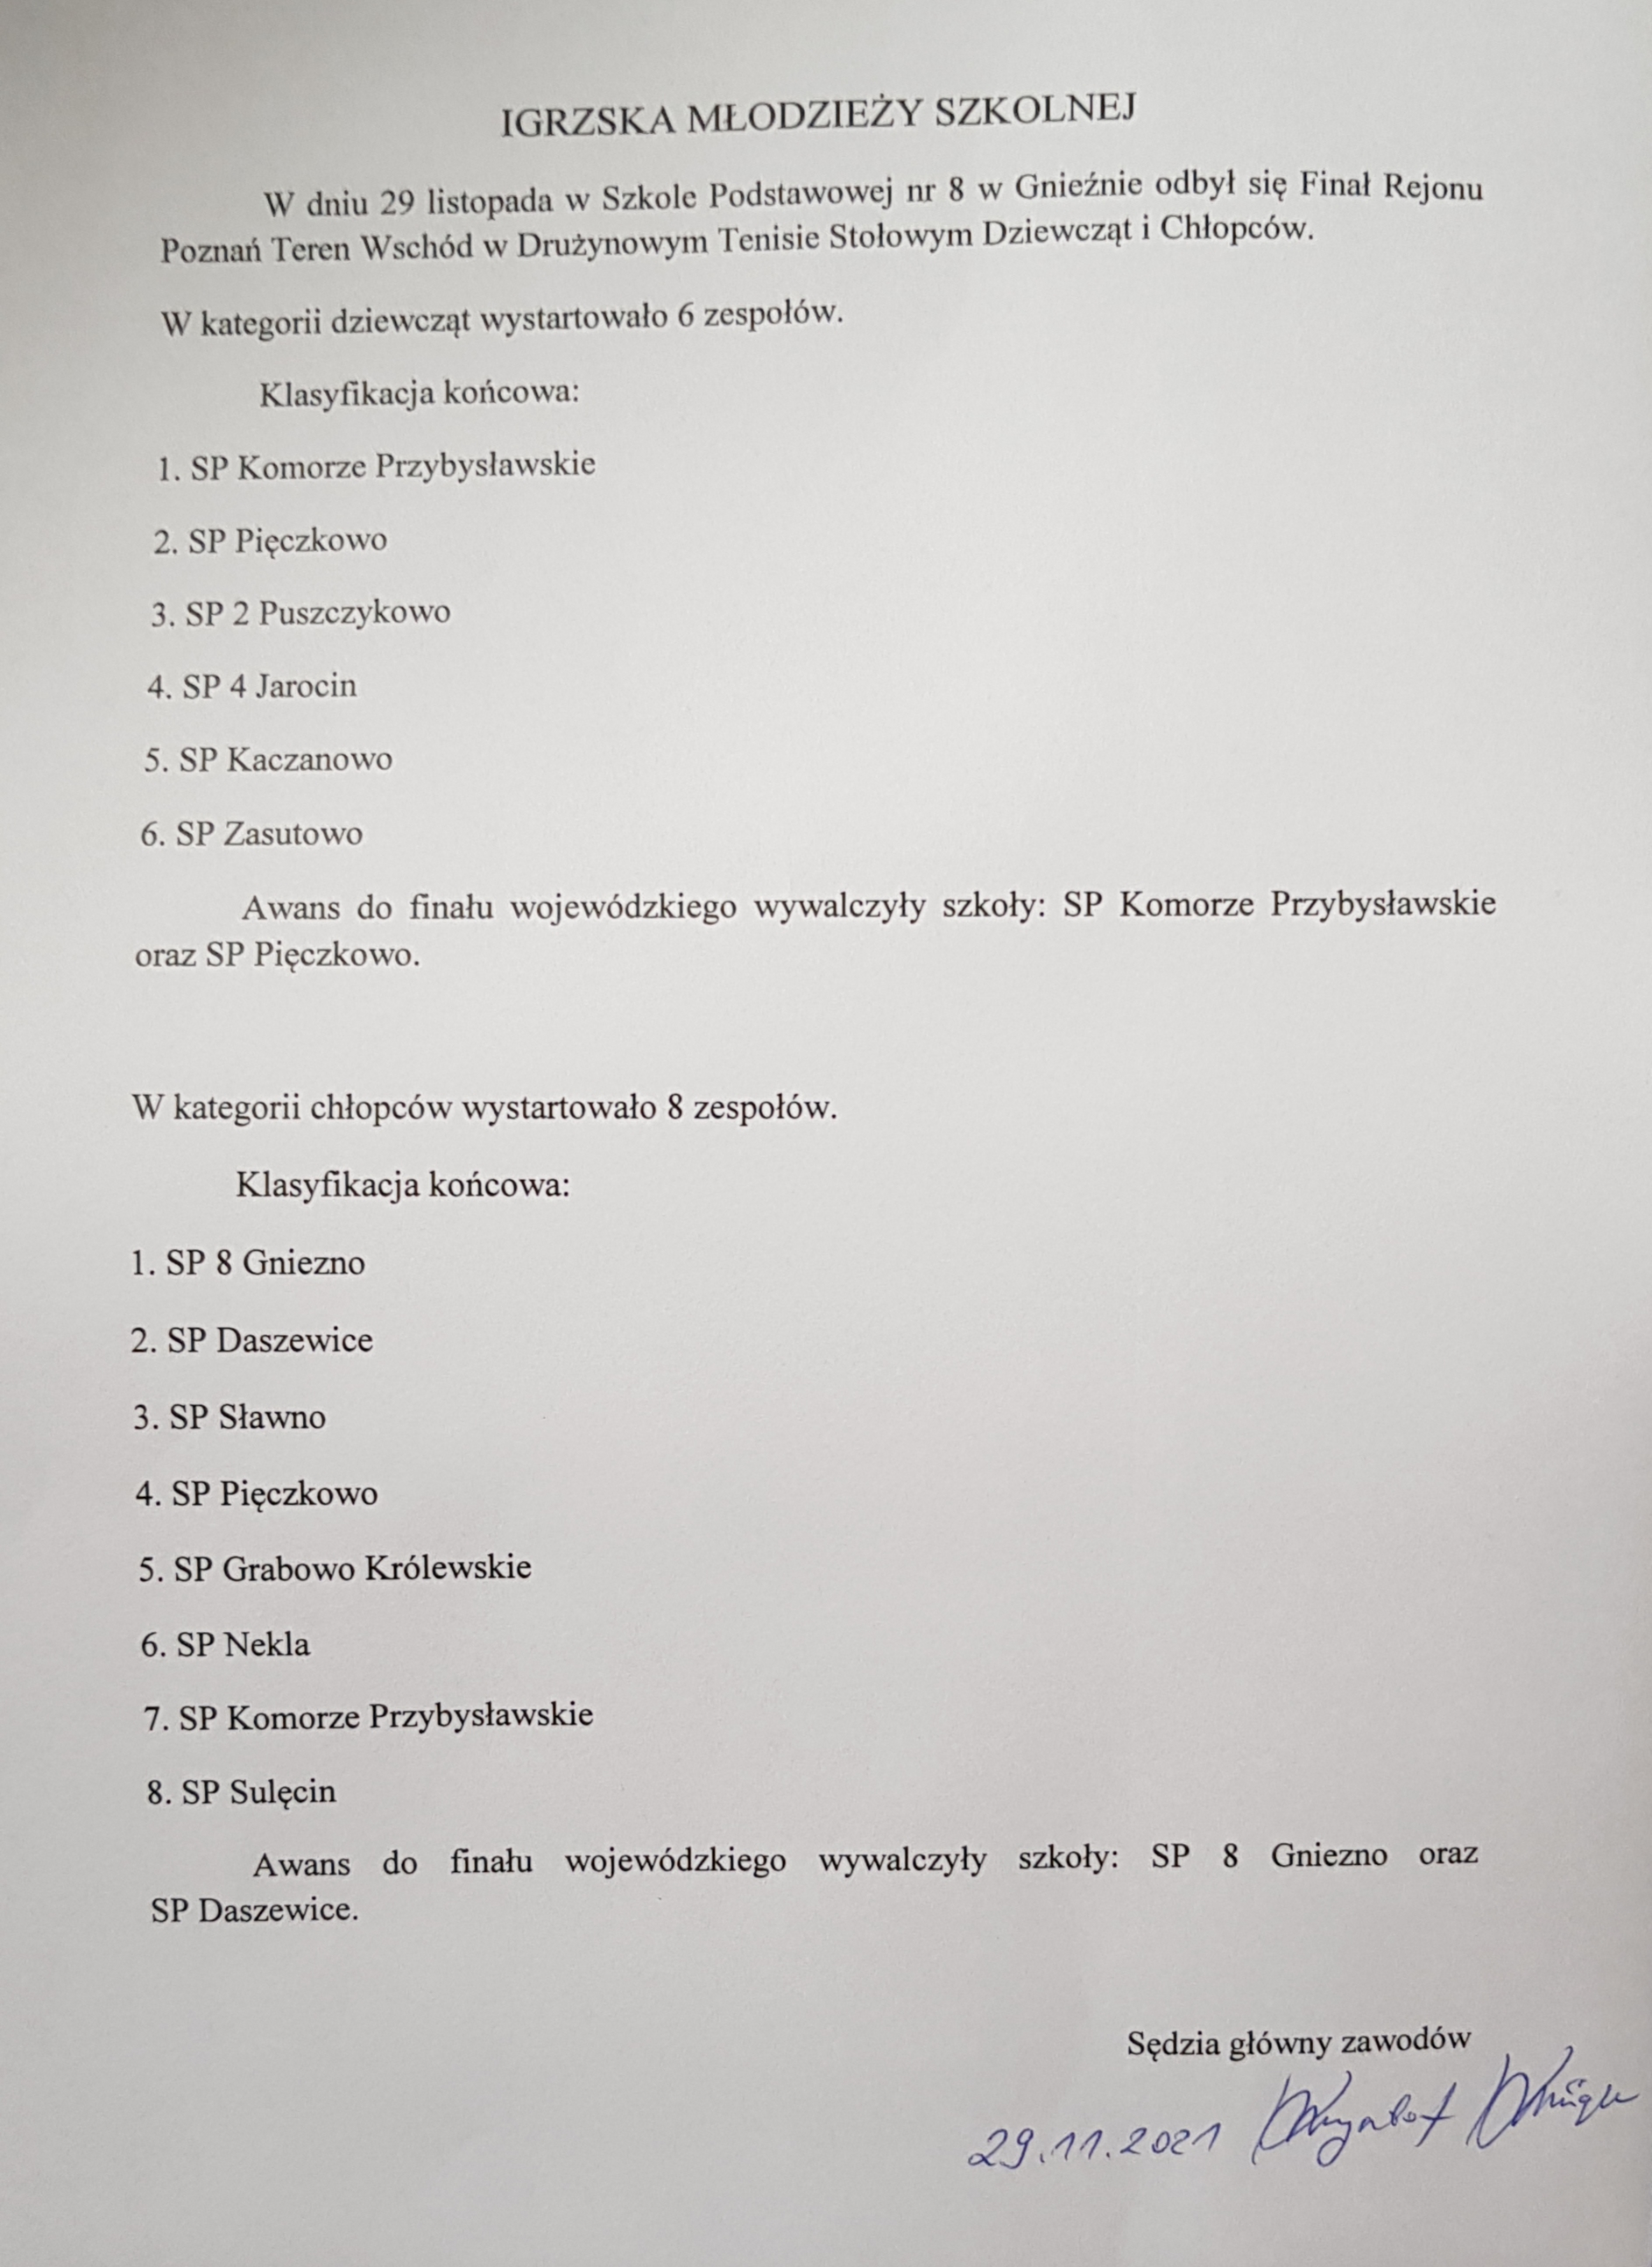 IGRZSKA MŁODZIEŻY SZKOLNEJ
W dniu 29 listopada w Szkole Podstawowej nr 8 w Gnieźnie odbył się Finał Rejonu
Poznań Teren Wschód w Drużynowym Tenisie Stołowym Dziewcząt i Chłopców.
W kategorii dziewcząt wystartowało 6 zespołów.
Klasyfikacja końcowa:
1. SP Komorze Przybysławskie
2. SP Pięczkowo
3. SP 2 Puszczykowo
4. SP 4 Jarocin
5. SP Kaczanowo
6. SP Zasutowo
Awans do finału wojewódzkiego wywalczyły szkoły: SP Komorze Przybysławskie
oraz SP Pięczkowo.
W kategorii chłopców wystartowało 8 zespołów.
Klasyfikacja końcowa:
1. SP 8 Gniezno
2. SP Daszewice
3. SP Sławno
4. SP Pięczkowo
5. SP Grabowo Królewskie
6. SP Nekla
7. SP Komorze Przybysławskie
8. SP Sulęcin
Awans do finału wojewódzkiego wywalczyły szkoły: SP 8 Gniezno oraz
SP Daszewice.
Sędzia główny zawodów
29.11.2021 Krzysztof